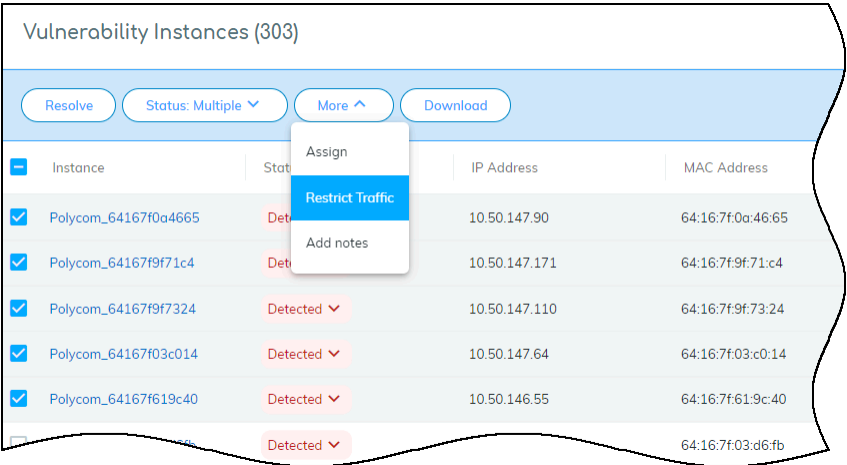 Vulnerability Instances (303)
Resolve Status: Multiple More Download
Assign
Instance IP Address MAC Address
Restrict Traffic
Polycom_64167f0a4665 10.50.147.90 64:16:7f:0a:46:65
Add notes
Polycom_64167f9f71c4 10.50.147.171 64:16:7f:9f:71:c4
Polycom_64167f9f7324 Detected 10.50.147.110 64:16:7f:9f:73:24
Polycom_64167f03c014 Detected 10.50.147.64 64:16:7f:03:c0:14
Polycom_64167f619c40 Detected 10.50.146.55 64:16:7f:61:9c:40
Detected 64:16:7f:03:d6:fb